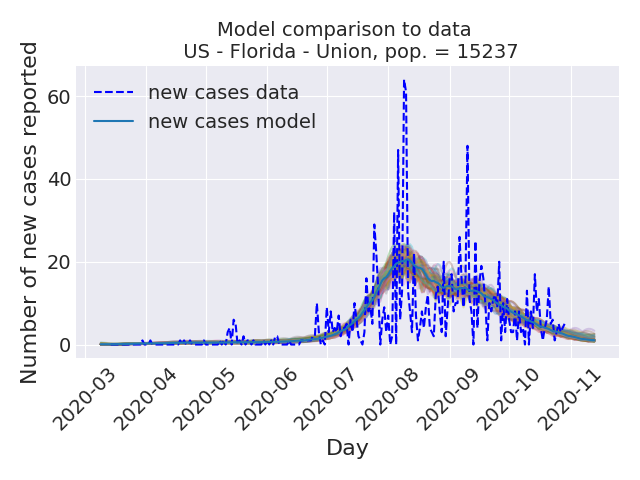 Model comparison to data
US - Florida - Union, pop. = 15237
Number of new cases reported
60
40
20
0
new cases data
new cases model
2020-03
2020-04
2020-05
2020-06
2020-07
2020-08
2020-09
2020-10
2020-11
Day